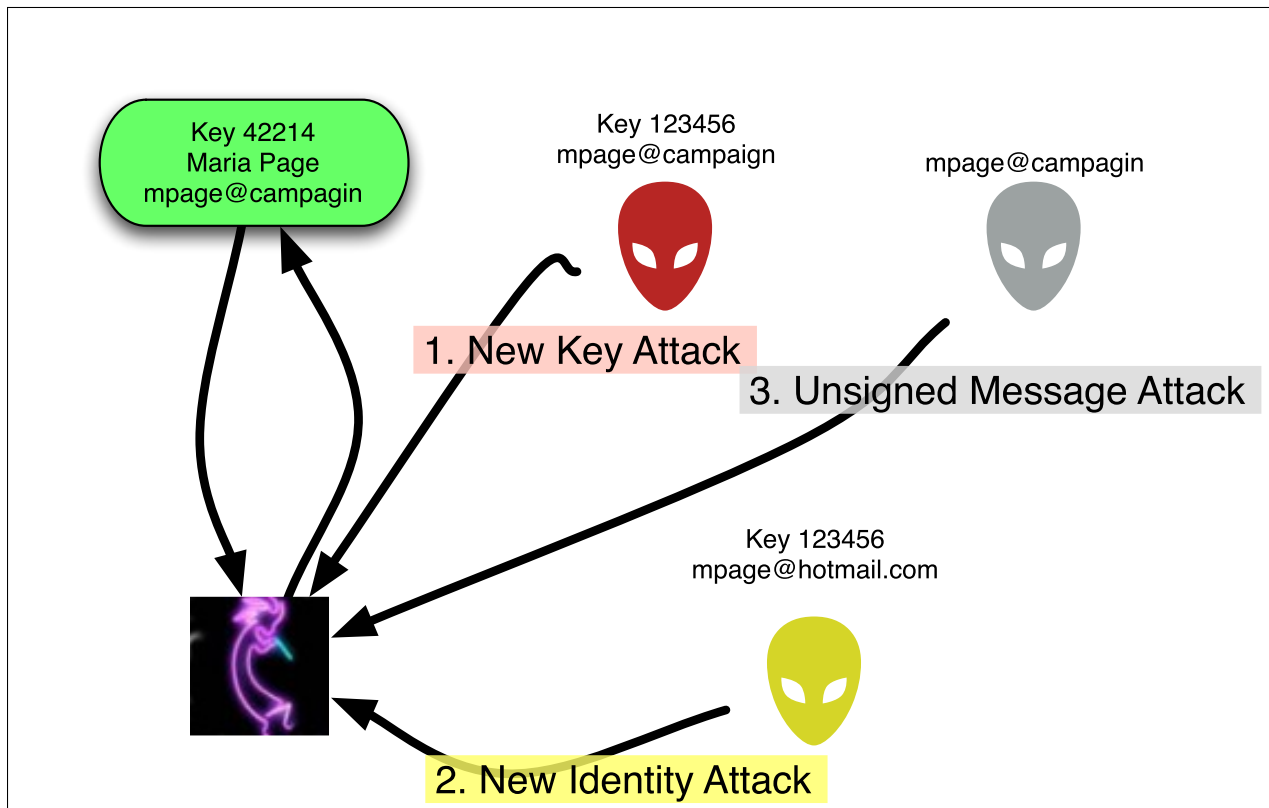 Key 42214
Maria Page
mpage@campagin
Key 123456
mpage@campaign
mpage@campagin
1. New Key Attack
3. Unsigned Message Attack
Key 123456
mpage@hotmail.com
2. New Identity Attack